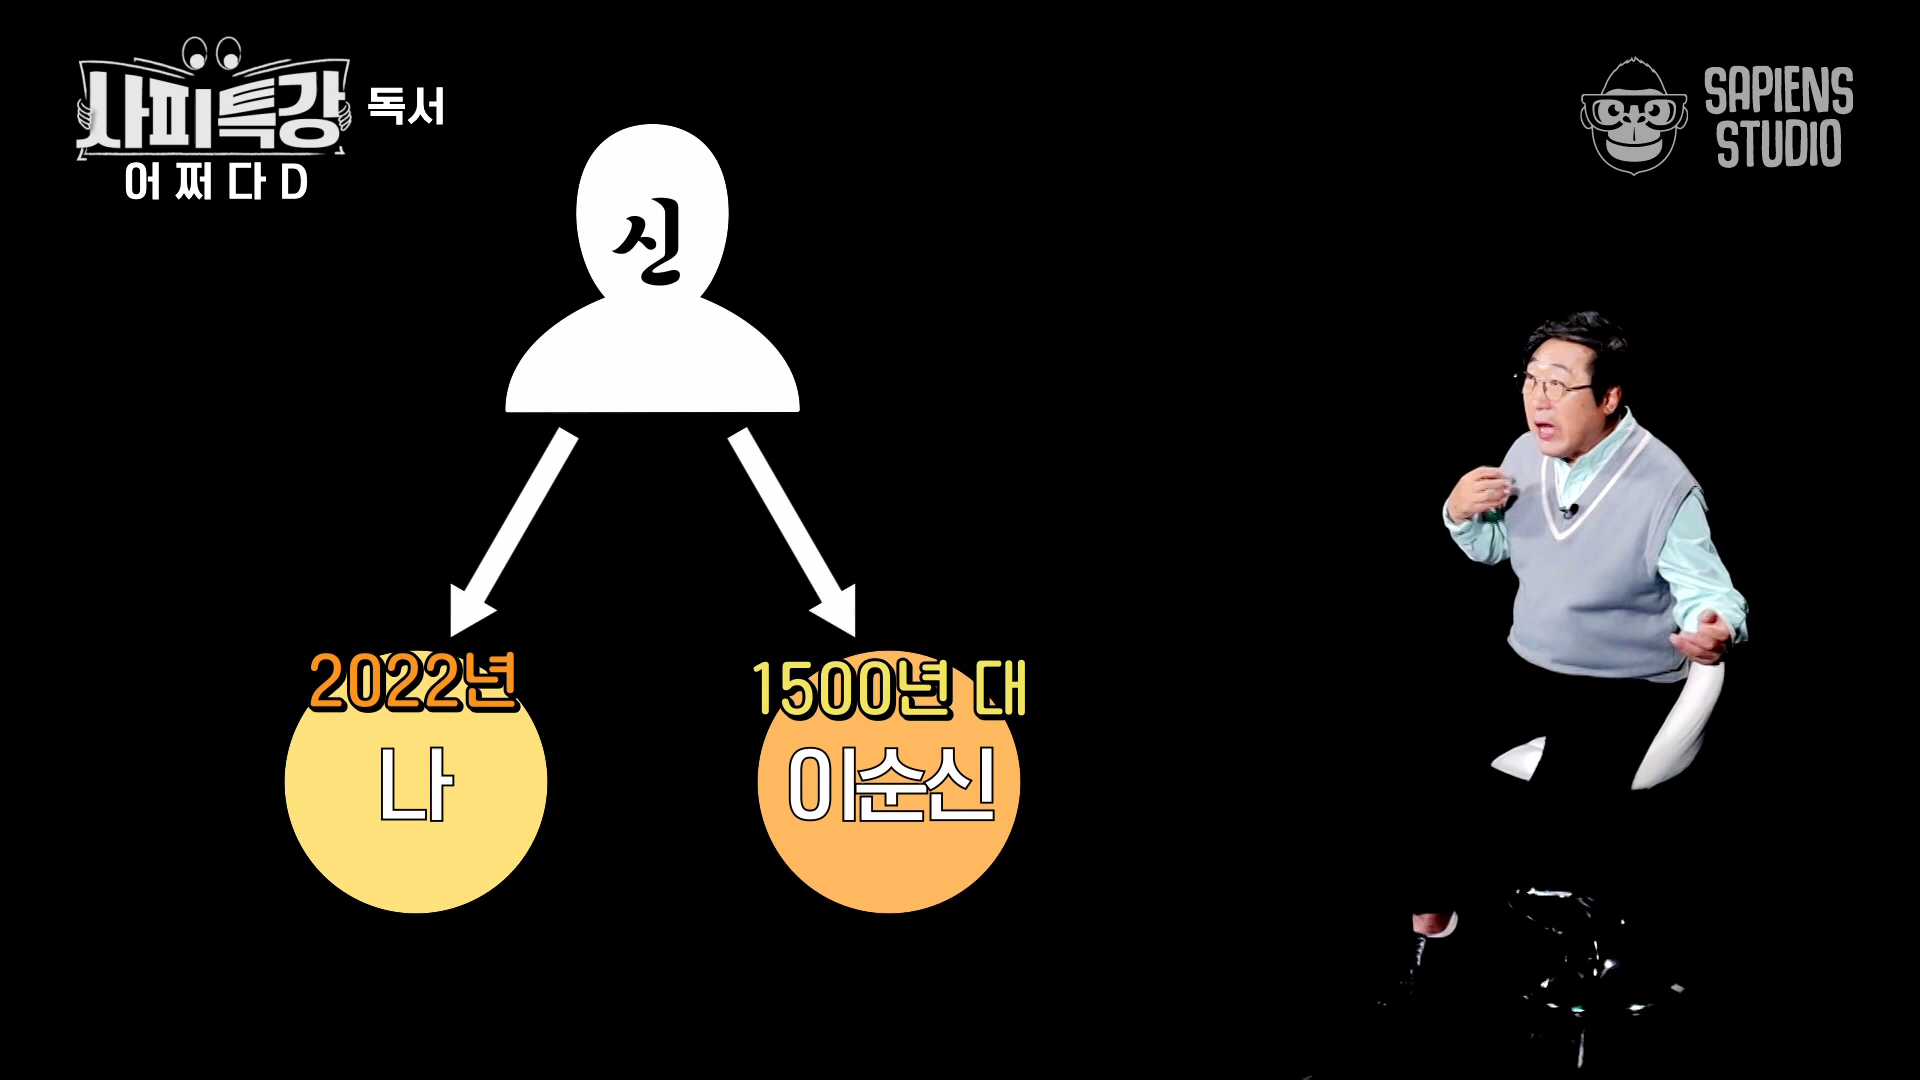 사피특강 독서
어쩌다D
SAPIENS
STUDIO
신
2022년
나
1500년 대
이순신